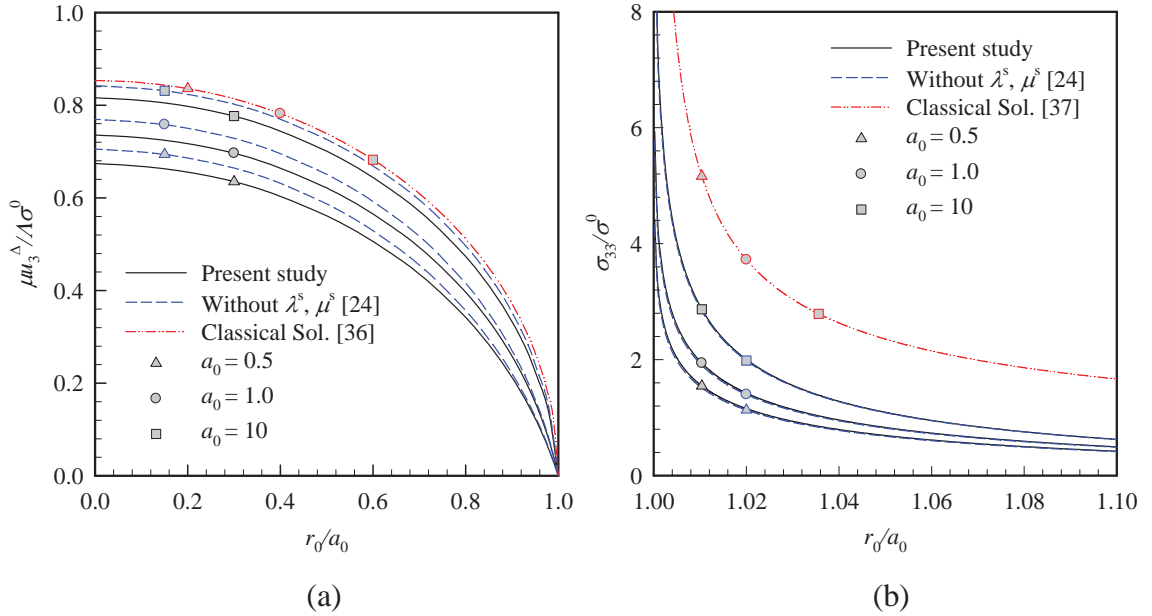 1.0
0.8
0.6
0.4
0.2
0.0
μu₃^Δ/Λσ⁰
Present study
Without λˢ, μˢ [24]
Classical Sol. [36]
a₀ = 0.5
a₀ = 1.0
a₀ = 10
0.0 0.2 0.4 0.6 0.8 1.0
r₀/a₀
(a)
8
6
4
2
0
σ₃₃/σ⁰
Present study
Without λˢ, μˢ [24]
Classical Sol. [37]
a₀ = 0.5
a₀ = 1.0
a₀ = 10
1.00 1.02 1.04 1.06 1.08 1.10
r₀/a₀
(b)